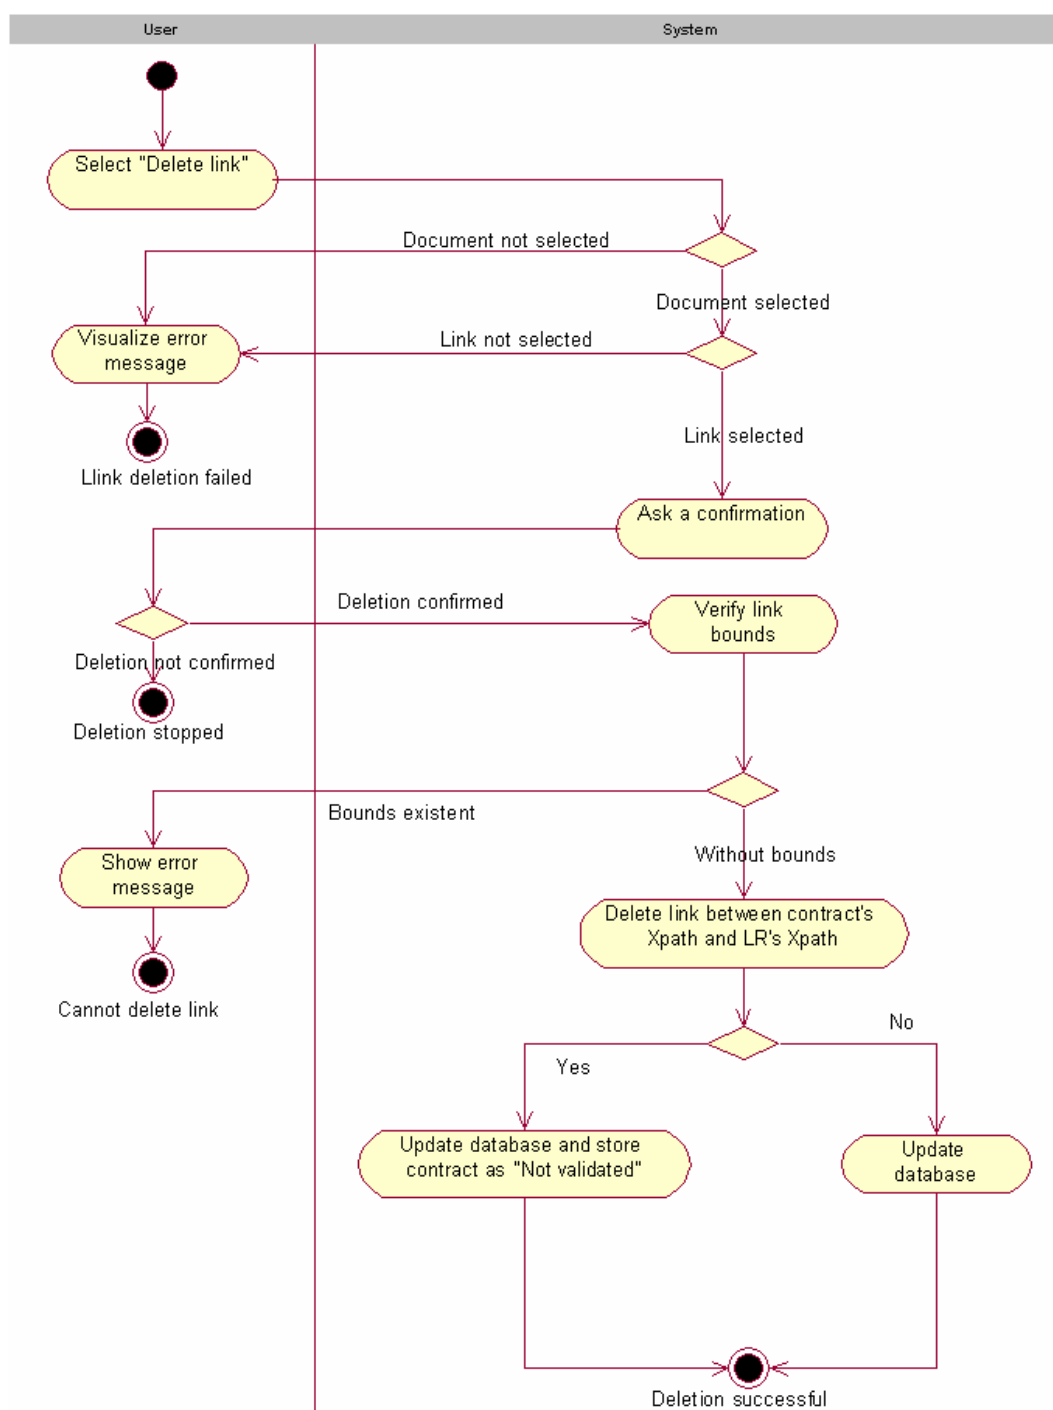 User
System
Select "Delete link"
Document not selected
Document selected
Visualize error
message
Link not selected
Link selected
Llink deletion failed
Ask a confirmation
Deletion confirmed
Verify link
bounds
Deletion not confirmed
Deletion stopped
Bounds existent
Without bounds
Show error
message
Delete link between contract's
Xpath and LR's Xpath
Cannot delete link
No
Yes
Update database and store
contract as "Not validated"
Update
database
Deletion successful